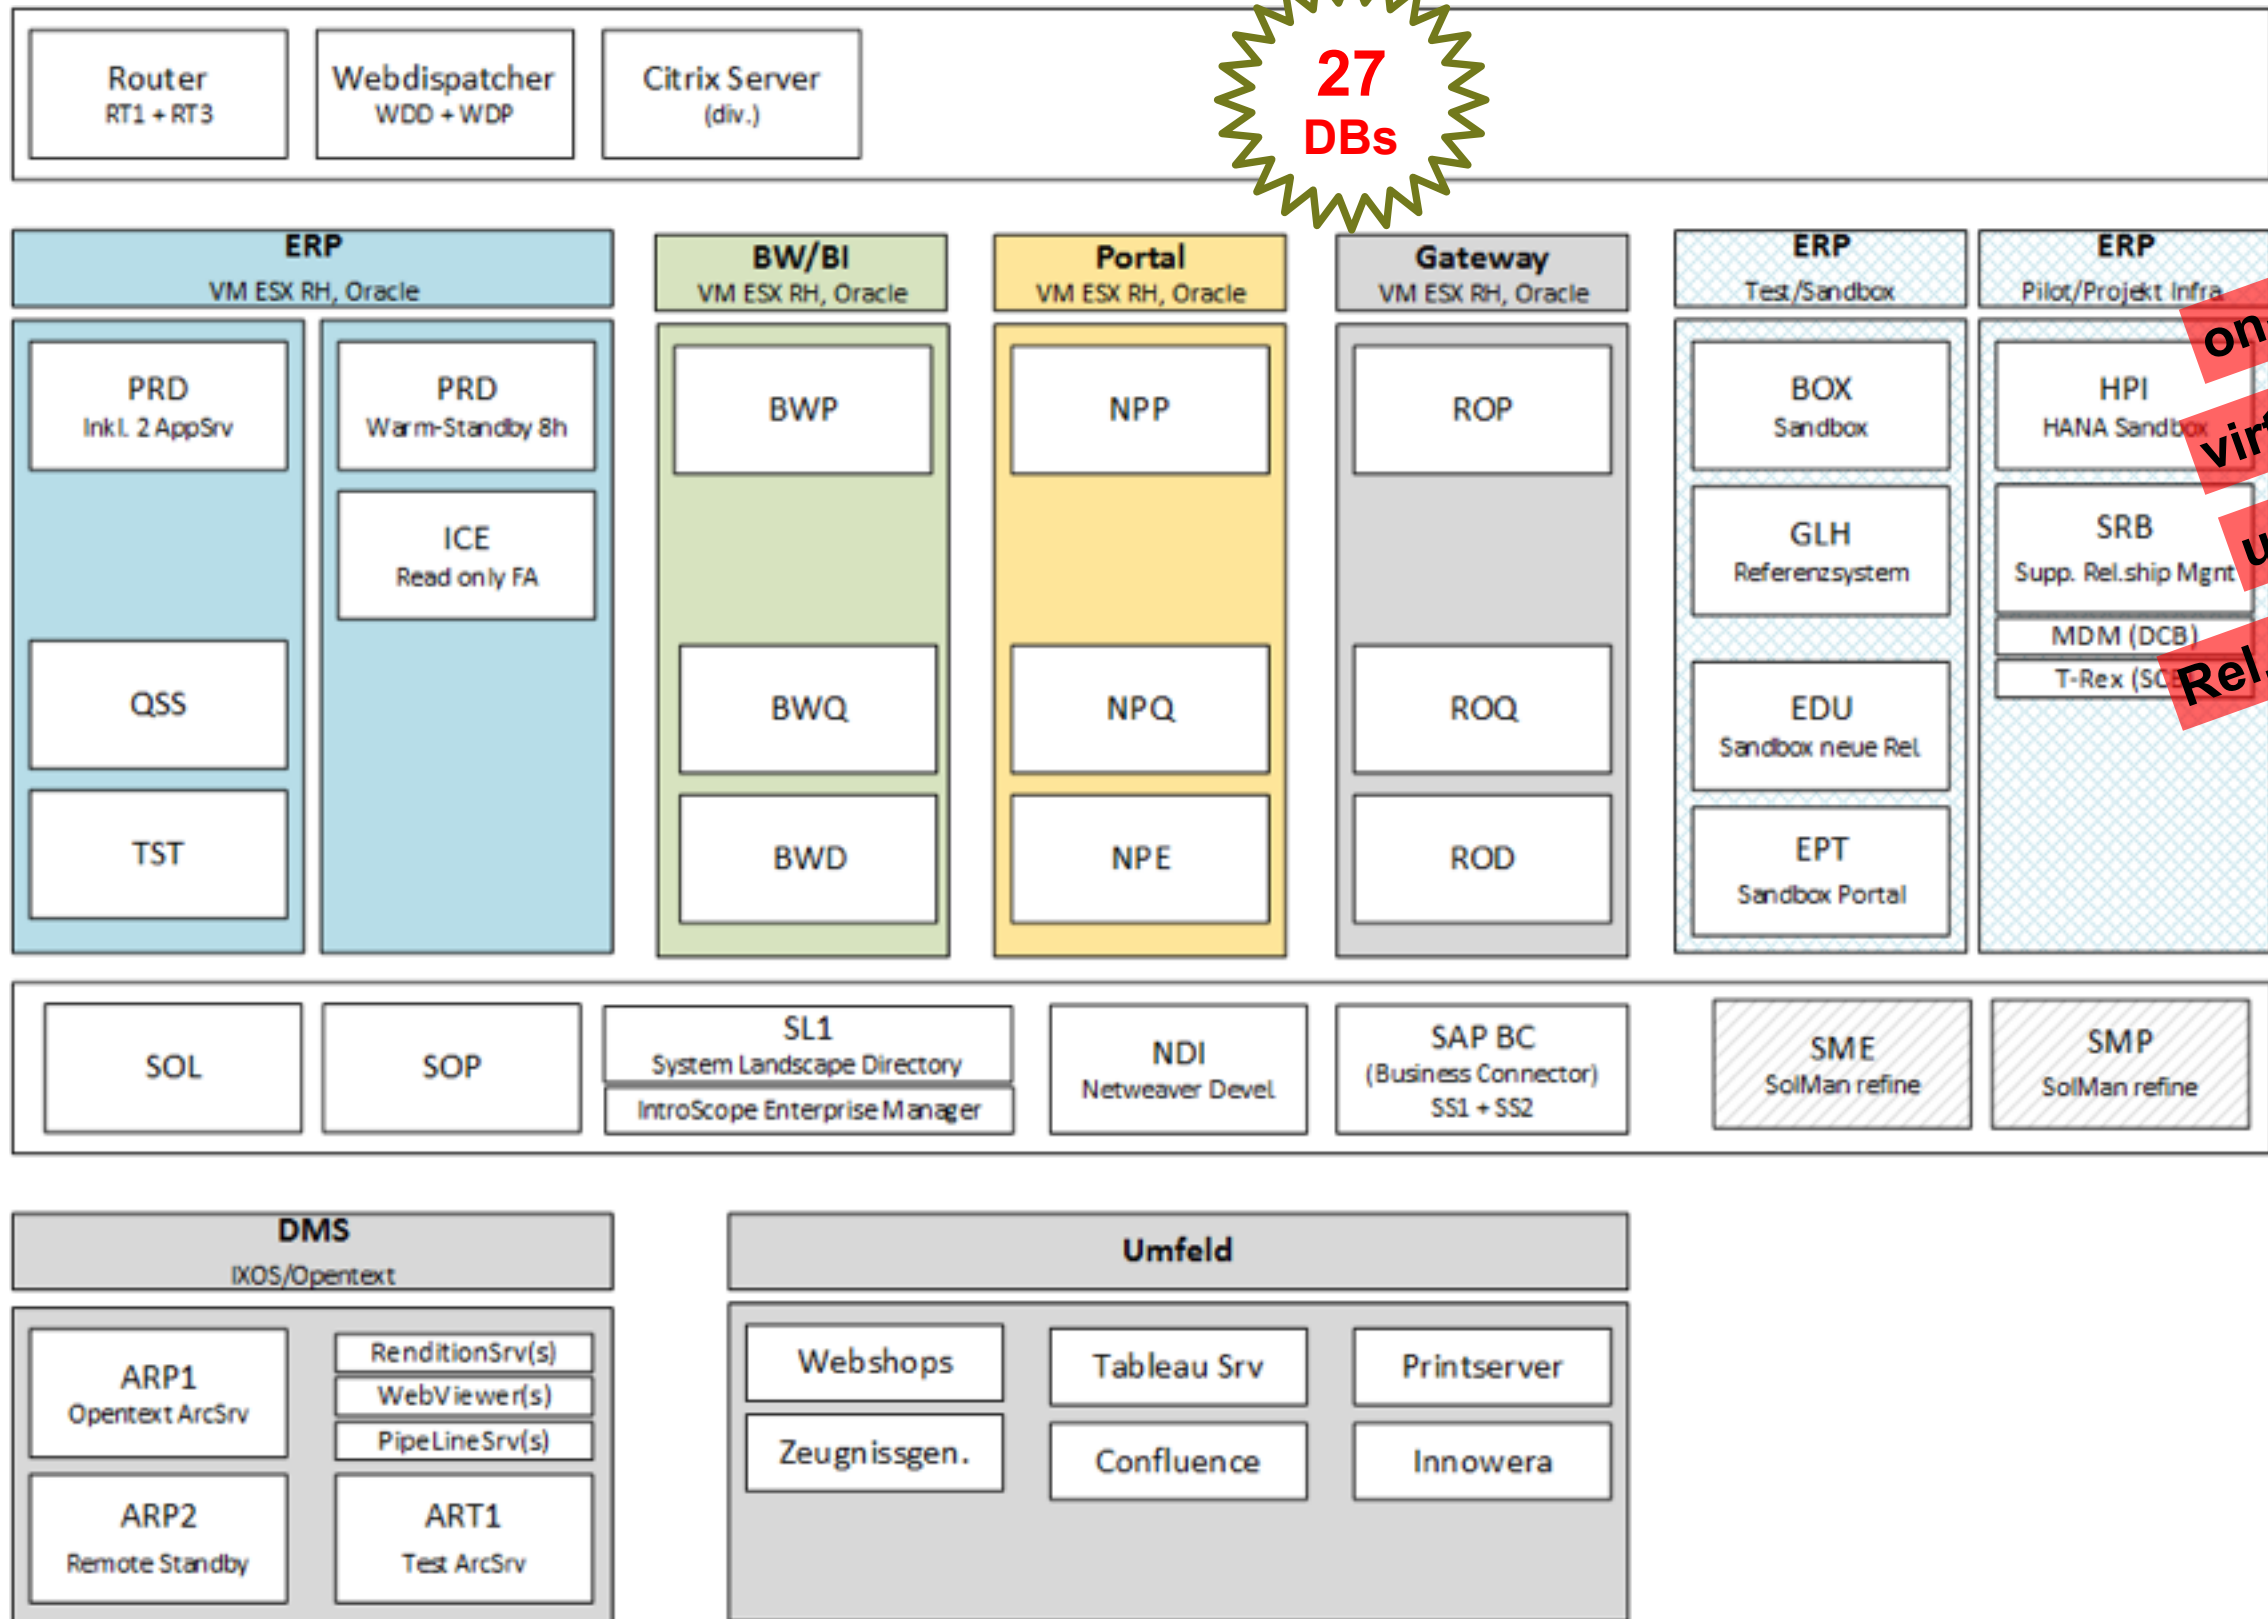 Router
RT1 + RT3
Webdispatcher
WDD + WDP
Citrix Server
(div.)
27
DBs
ERP
VM ESX RH, Oracle
PRD
Inkl. 2 AppSrv
QSS
TST
PRD
Warm-Standby 8h
ICE
Read only FA
BW/BI
VM ESX RH, Oracle
BWP
BWQ
BWD
Portal
VM ESX RH, Oracle
NPP
NPQ
NPE
Gateway
VM ESX RH, Oracle
ROP
ROQ
ROD
ERP
Test/Sandbox
BOX
Sandbox
GLH
Referenzsystem
EDU
Sandbox neue Rel.
EPT
Sandbox Portal
ERP
Pilot/Projekt Infra.
HPI
HANA Sandbox
SRB
Supp. Rel.ship Mgnt
MDM (DCB)
T-Rex (SCB)
Rel.
SOL
SOP
SL1
System Landscape Directory
IntroScope Enterprise Manager
NDI
Netweaver Devel.
SAP BC
(Business Connector)
SS1 + SS2
SME
SolMan refine
SMP
SolMan refine
DMS
IXOS/Opentext
ARP1
Opentext ArcSrv
RenditionSrv(s)
WebViewer(s)
PipeLineSrv(s)
ARP2
Remote Standby
ART1
Test ArcSrv
Umfeld
Webshops
Tableau Srv
Printserver
Zeugnissgen.
Confluence
Innowera